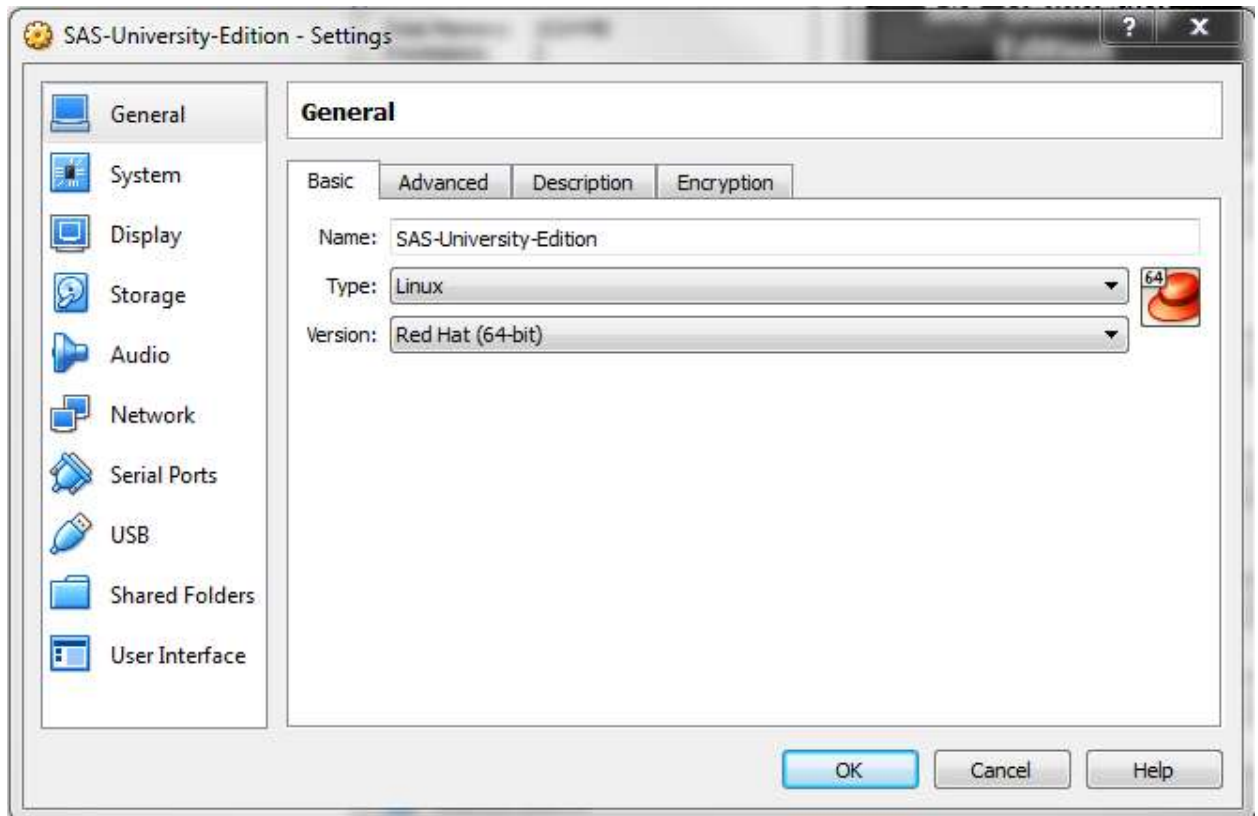 SAS-University-Edition - Settings
?
X
General
System
Display
Storage
Audio
Network
Serial Ports
USB
Shared Folders
User Interface
General
Basic
Advanced
Description
Encryption
Name: SAS-University-Edition
Type: Linux
64
Version: Red Hat (64-bit)
OK
Cancel
Help